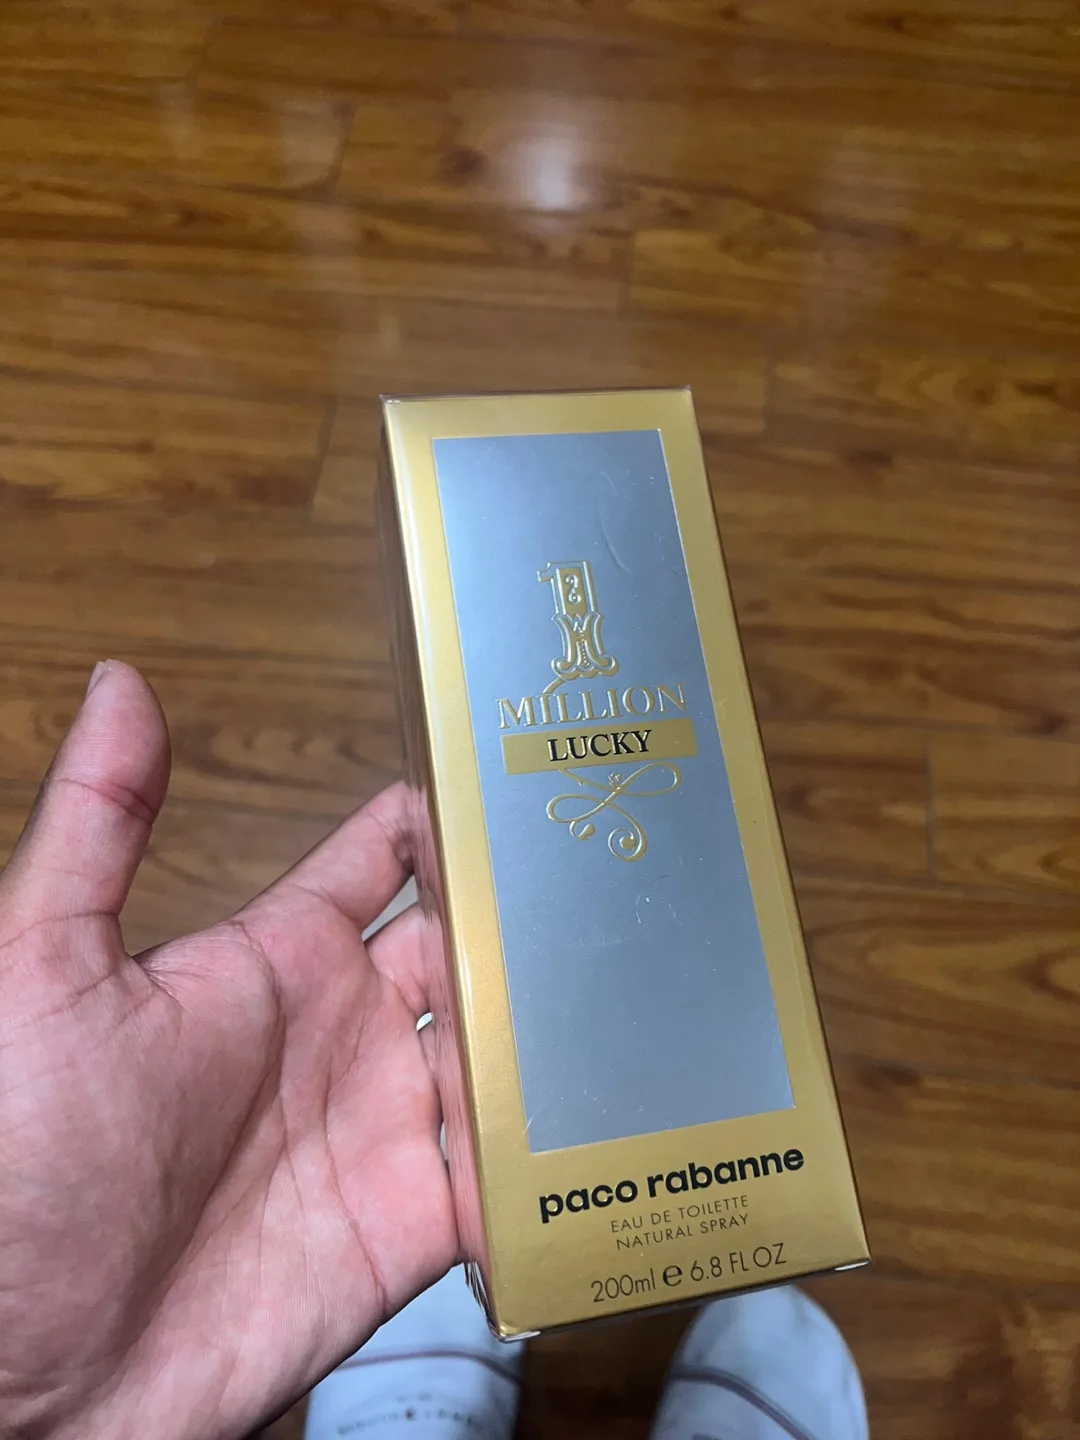 1
MILLION
LUCKY
paco rabanne
EAU DE TOILETTE
NATURAL SPRAY
200ml e 6.8 FL OZ